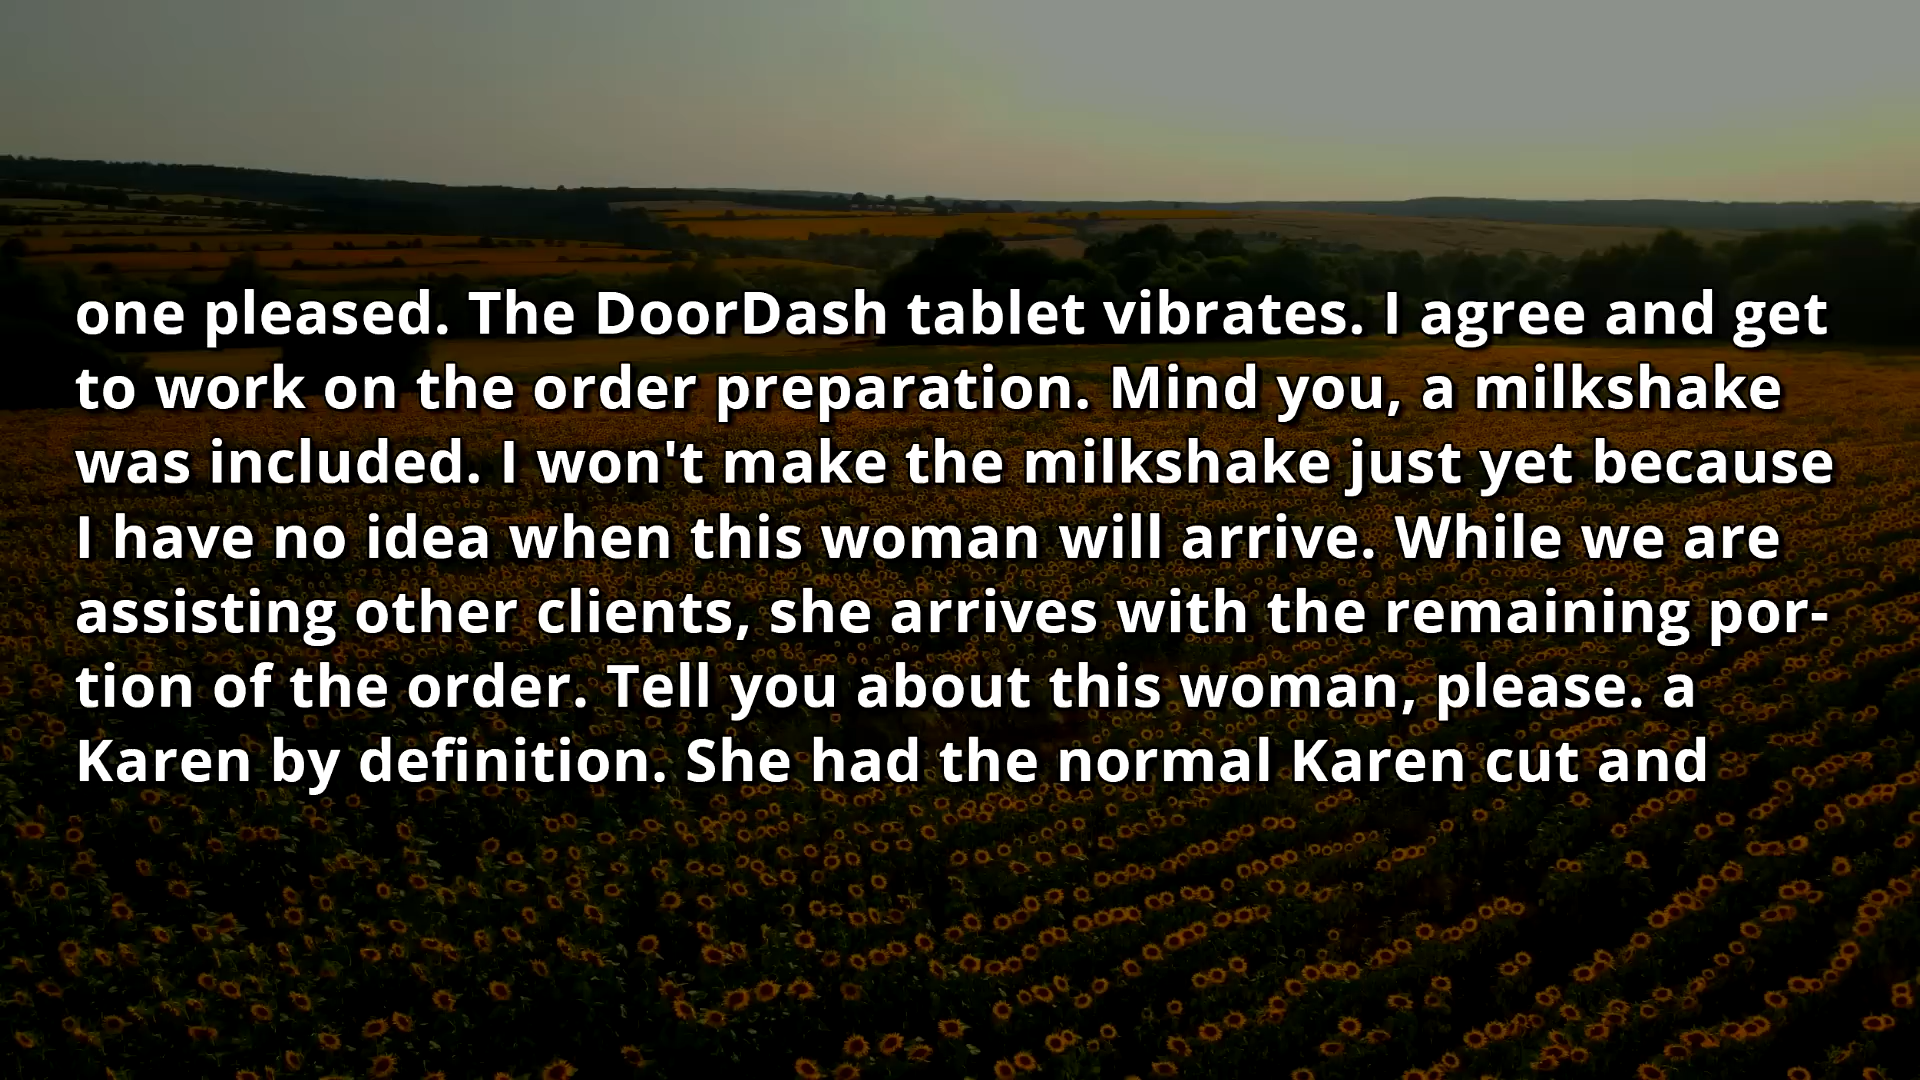 one pleased. The DoorDash tablet vibrates. I agree and get
to work on the order preparation. Mind you, a milkshake
was included. I won't make the milkshake just yet because
I have no idea when this woman will arrive. While we are
assisting other clients, she arrives with the remaining por-
tion of the order. Tell you about this woman, please. a
Karen by definition. She had the normal Karen cut and